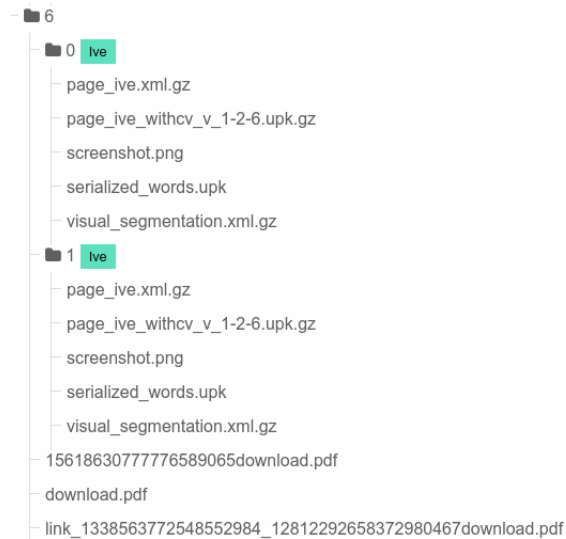 6
0 Ive
page_ive.xml.gz
page_ive_withcv_v_1-2-6.upk.gz
screenshot.png
serialized_words.upk
visual_segmentation.xml.gz
1 Ive
page_ive.xml.gz
page_ive_withcv_v_1-2-6.upk.gz
screenshot.png
serialized_words.upk
visual_segmentation.xml.gz
15618630777776589065download.pdf
download.pdf
link_1338563772548552984_12812292658372980467download.pdf